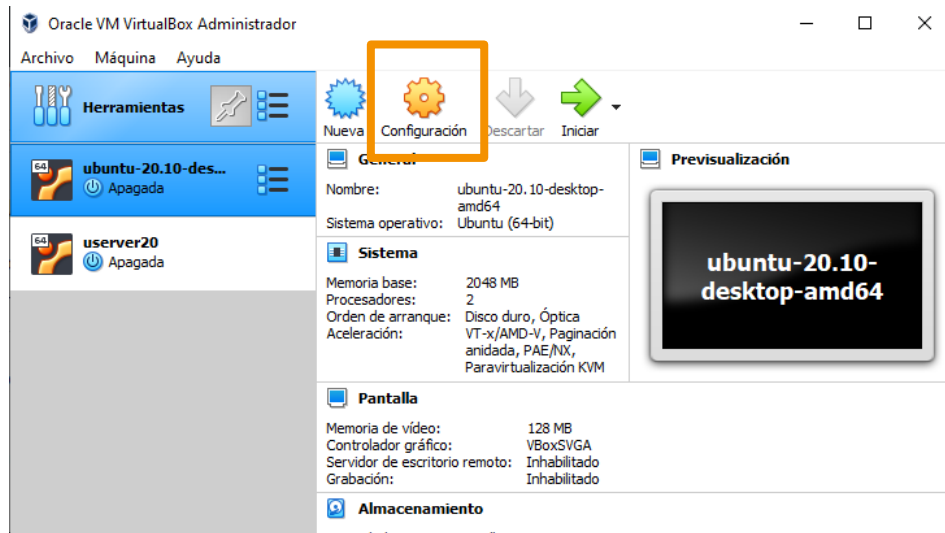 Oracle VM VirtualBox Administrador
Archivo Máquina Ayuda
Herramientas
Nueva Configuración Descartar Iniciar
64
ubuntu-20.10-des...
Apagada
64
userver20
Apagada
General
Nombre: ubuntu-20.10-desktop-
amd64
Sistema operativo: Ubuntu (64-bit)
Sistema
Memoria base: 2048 MB
Procesadores: 2
Orden de arranque: Disco duro, Óptica
Aceleración: VT-x/AMD-V, Paginación
anidada, PAE/NX,
Paravirtualización KVM
Previsualización
ubuntu-20.10-
desktop-amd64
Pantalla
Memoria de vídeo: 128 MB
Controlador gráfico: VBoxSVGA
Servidor de escritorio remoto: Inhabilitado
Grabación: Inhabilitado
Almacenamiento